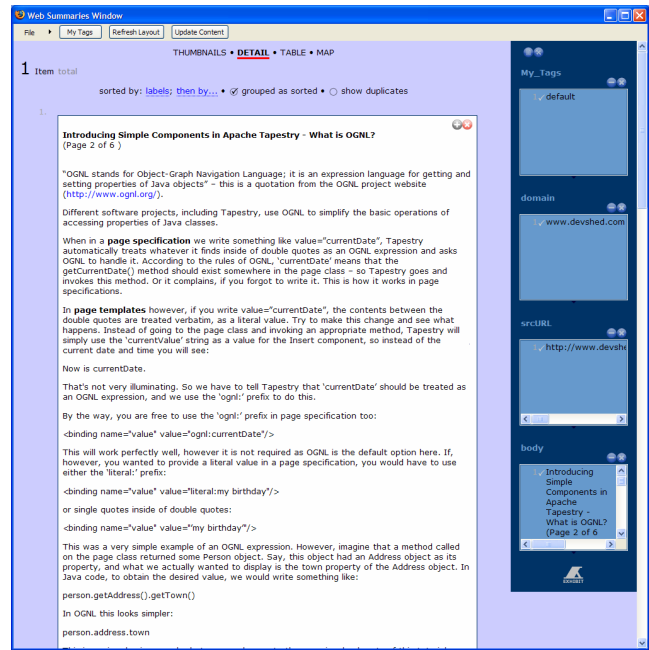 Web Summaries Window
File My Tags Refresh Layout Update Content
THUMBNAILS • DETAIL • TABLE • MAP
1 Item total
sorted by: labels; then by... • grouped as sorted • show duplicates
1.
Introducing Simple Components in Apache Tapestry - What is OGNL?
(Page 2 of 6 )
"OGNL stands for Object-Graph Navigation Language; it is an expression language for getting and
setting properties of Java objects” – this is a quotation from the OGNL project website
(http://www.ognl.org/).
Different software projects, including Tapestry, use OGNL to simplify the basic operations of
accessing properties of Java classes.
When in a page specification we write something like value=”currentDate”, Tapestry
automatically treats whatever it finds inside of double quotes as an OGNL expression and asks
OGNL to handle it. According to the rules of OGNL, ‘currentDate’ means that the
getCurrentDate() method should exist somewhere in the page class – so Tapestry goes and
invokes this method. Or it complains, if you forgot to write it. This is how it works in page
specifications.
In page templates however, if you write value=”currentDate”, the contents between the
double quotes are treated verbatim, as a literal value. Try to make this change and see what
happens. Instead of going to the page class and invoking an appropriate method, Tapestry will
simply use the ‘currentValue’ string as a value for the Insert component, so instead of the
current date and time you will see:
Now is currentDate.
That's not very illuminating. So we have to tell Tapestry that ‘currentDate’ should be treated as
an OGNL expression, and we use the ‘ognl:’ prefix to do this.
By the way, you are free to use the ‘ognl:’ prefix in page specification too:
<binding name="value" value="ognl:currentDate"/>
This will work perfectly well, however it is not required as OGNL is the default option here. If,
however, you wanted to provide a literal value in a page specification, you would have to use
either the ‘literal:’ prefix:
<binding name="value" value="literal:my birthday"/>
or single quotes inside of double quotes:
<binding name="value" value="’my birthday’"/>
This was a very simple example of an OGNL expression. However, imagine that a method called
on the page class returned some Person object. Say, this object had an Address object as its
property, and what we actually wanted to display is the town property of the Address object. In
Java code, to obtain the desired value, we would write something like:
person.getAddress().getTown()
In OGNL this looks simpler:
person.address.town
My_Tags
1 default
domain
1 www.devshed.com
srcURL
1 http://www.devshe
body
1 Introducing
Simple
Components in
Apache
Tapestry -
What is OGNL?
(Page 2 of 6
EXHIBIT